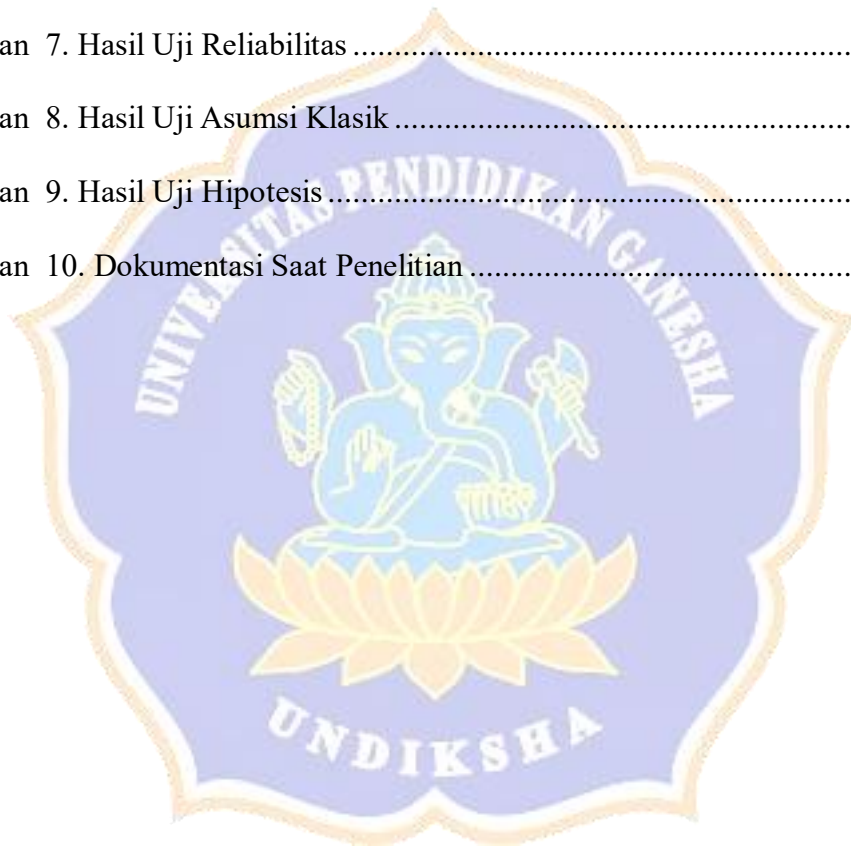 an 7. Hasil Uji Reliabilitas ........................................................................
an 8. Hasil Uji Asumsi Klasik ...................................................................
an 9. Hasil Uji Hipotesis ...........................................................................
an 10. Dokumentasi Saat Penelitian .........................................................
UNIVERSITAS PENDIDIKAN GANESHA
UNDIKSHA